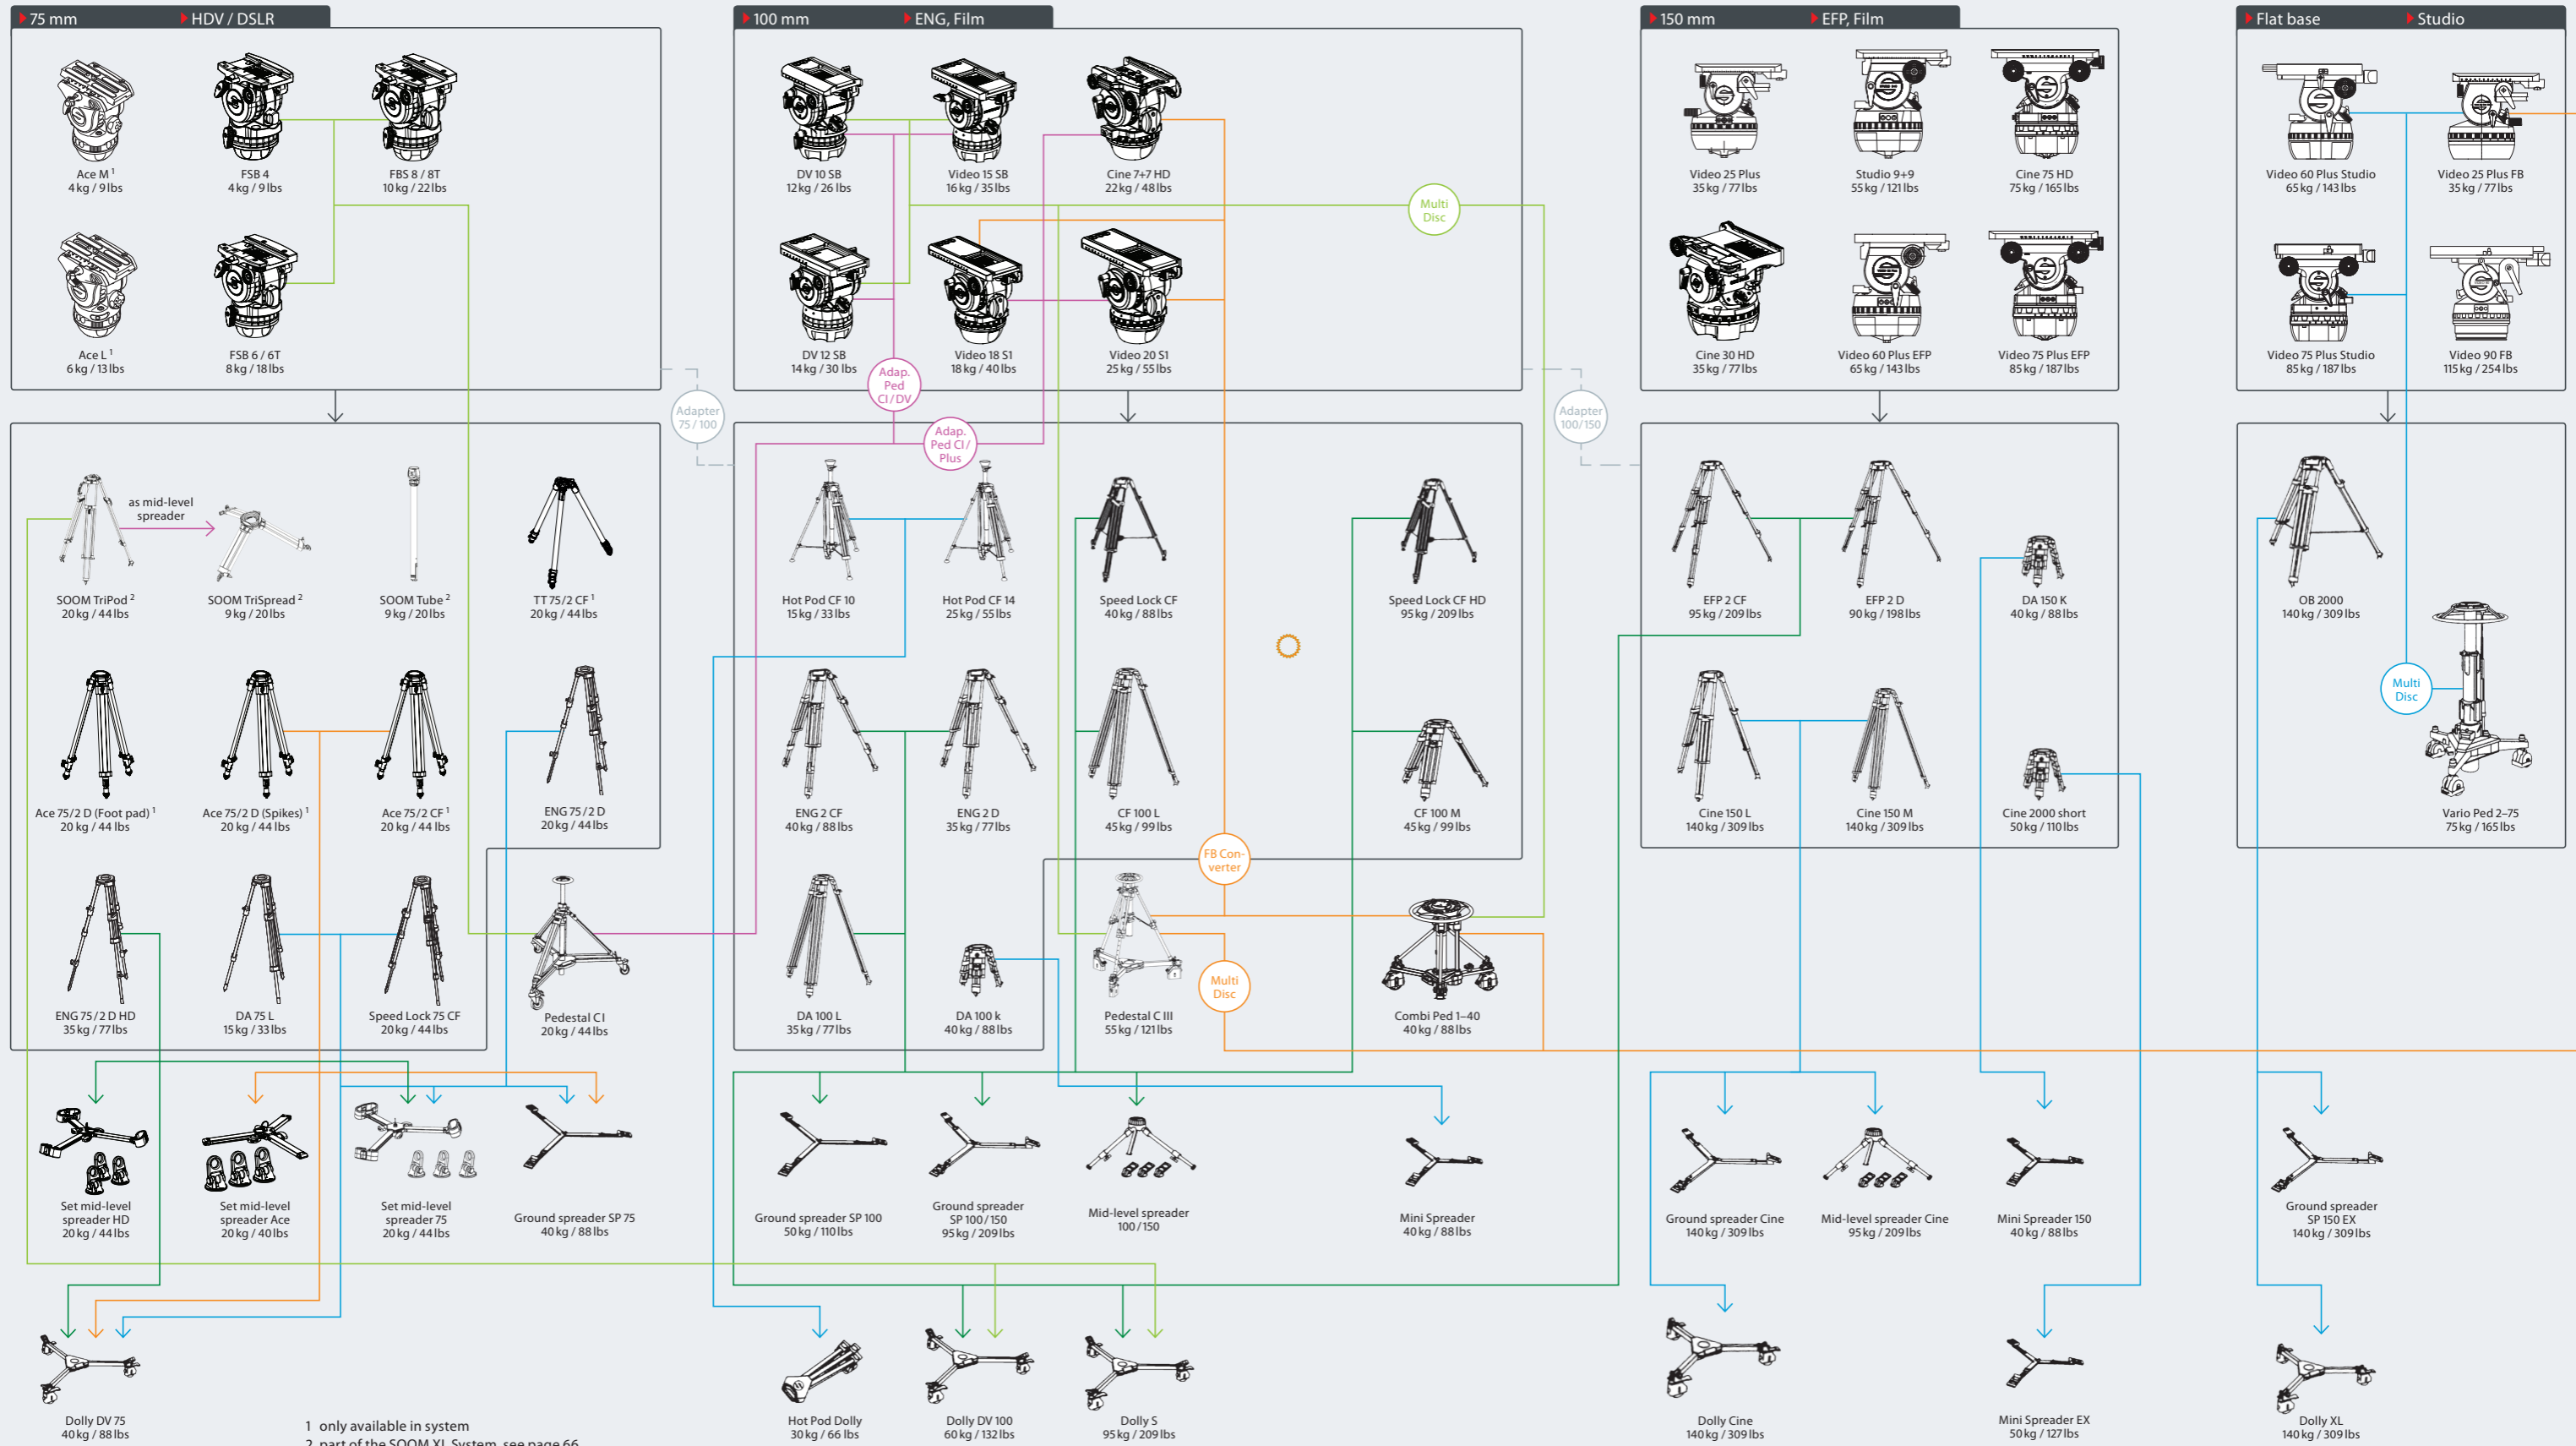 75 mm HDV / DSLR
Ace M 1
4 kg / 9 lbs
FSB 4
4 kg / 9 lbs
FBS 8 / 8T
10 kg / 22 lbs
Ace L 1
6 kg / 13 lbs
FSB 6 / 6T
8 kg / 18 lbs
100 mm ENG, Film
DV 10 SB
12 kg / 26 lbs
Video 15 SB
16 kg / 35 lbs
Cine 7+7 HD
22 kg / 48 lbs
Multi
Disc
DV 12 SB
14 kg / 30 lbs
Video 18 S1
18 kg / 40 lbs
Video 20 S1
25 kg / 55 lbs
150 mm EFP, Film
Video 25 Plus
35 kg / 77 lbs
Studio 9+9
55 kg / 121 lbs
Cine 75 HD
75 kg / 165 lbs
Cine 30 HD
35 kg / 77 lbs
Video 60 Plus EFP
65 kg / 143 lbs
Video 75 Plus EFP
85 kg / 187 lbs
Flat base Studio
Video 60 Plus Studio
65 kg / 143 lbs
Video 25 Plus FB
35 kg / 77 lbs
Video 75 Plus Studio
85 kg / 187 lbs
Video 90 FB
115 kg / 254 lbs
Adapter
75 / 100
Adap.
Ped
CI / DV
Adap.
Ped CI /
Plus
Adapter
100/150
as mid-level
spreader
SOOM TriPod 2
20 kg / 44 lbs
SOOM TriSpread 2
9 kg / 20 lbs
SOOM Tube 2
9 kg / 20 lbs
TT 75/2 CF 1
20 kg / 44 lbs
Ace 75/2 D (Foot pad) 1
20 kg / 44 lbs
Ace 75/2 D (Spikes) 1
20 kg / 44 lbs
Ace 75/2 CF 1
20 kg / 44 lbs
ENG 75/2 D
20 kg / 44 lbs
ENG 75/2 D HD
35 kg / 77 lbs
DA 75 L
15 kg / 33 lbs
Speed Lock 75 CF
20 kg / 44 lbs
Pedestal C I
20 kg / 44 lbs
Hot Pod CF 10
15 kg / 33 lbs
Hot Pod CF 14
25 kg / 55 lbs
Speed Lock CF
40 kg / 88 lbs
Speed Lock CF HD
95 kg / 209 lbs
ENG 2 CF
40 kg / 88 lbs
ENG 2 D
35 kg / 77 lbs
CF 100 L
45 kg / 99 lbs
CF 100 M
45 kg / 99 lbs
FB Con-
verter
DA 100 L
35 kg / 77 lbs
DA 100 k
40 kg / 88 lbs
Pedestal C III
55 kg / 121 lbs
Multi
Disc
Combi Ped 1–40
40 kg / 88 lbs
EFP 2 CF
95 kg / 209 lbs
EFP 2 D
90 kg / 198 lbs
DA 150 K
40 kg / 88 lbs
Cine 150 L
140 kg / 309 lbs
Cine 150 M
140 kg / 309 lbs
Cine 2000 short
50 kg / 110 lbs
OB 2000
140 kg / 309 lbs
Multi
Disc
Vario Ped 2–75
75 kg / 165 lbs
Set mid-level
spreader HD
20 kg / 44 lbs
Set mid-level
spreader Ace
20 kg / 40 lbs
Set mid-level
spreader 75
20 kg / 44 lbs
Ground spreader SP 75
40 kg / 88 lbs
Ground spreader SP 100
50 kg / 110 lbs
Ground spreader
SP 100/150
95 kg / 209 lbs
Mid-level spreader
100/150
Mini Spreader
40 kg / 88 lbs
Ground spreader Cine
140 kg / 309 lbs
Mid-level spreader Cine
95 kg / 209 lbs
Mini Spreader 150
40 kg / 88 lbs
Ground spreader
SP 150 EX
140 kg / 309 lbs
Dolly DV 75
40 kg / 88 lbs
Hot Pod Dolly
30 kg / 66 lbs
Dolly DV 100
60 kg / 132 lbs
Dolly S
95 kg / 209 lbs
Dolly Cine
140 kg / 309 lbs
Mini Spreader EX
50 kg / 127 lbs
Dolly XL
140 kg / 309 lbs
1 only available in system
2 part of the SOOM XL System, see page 66